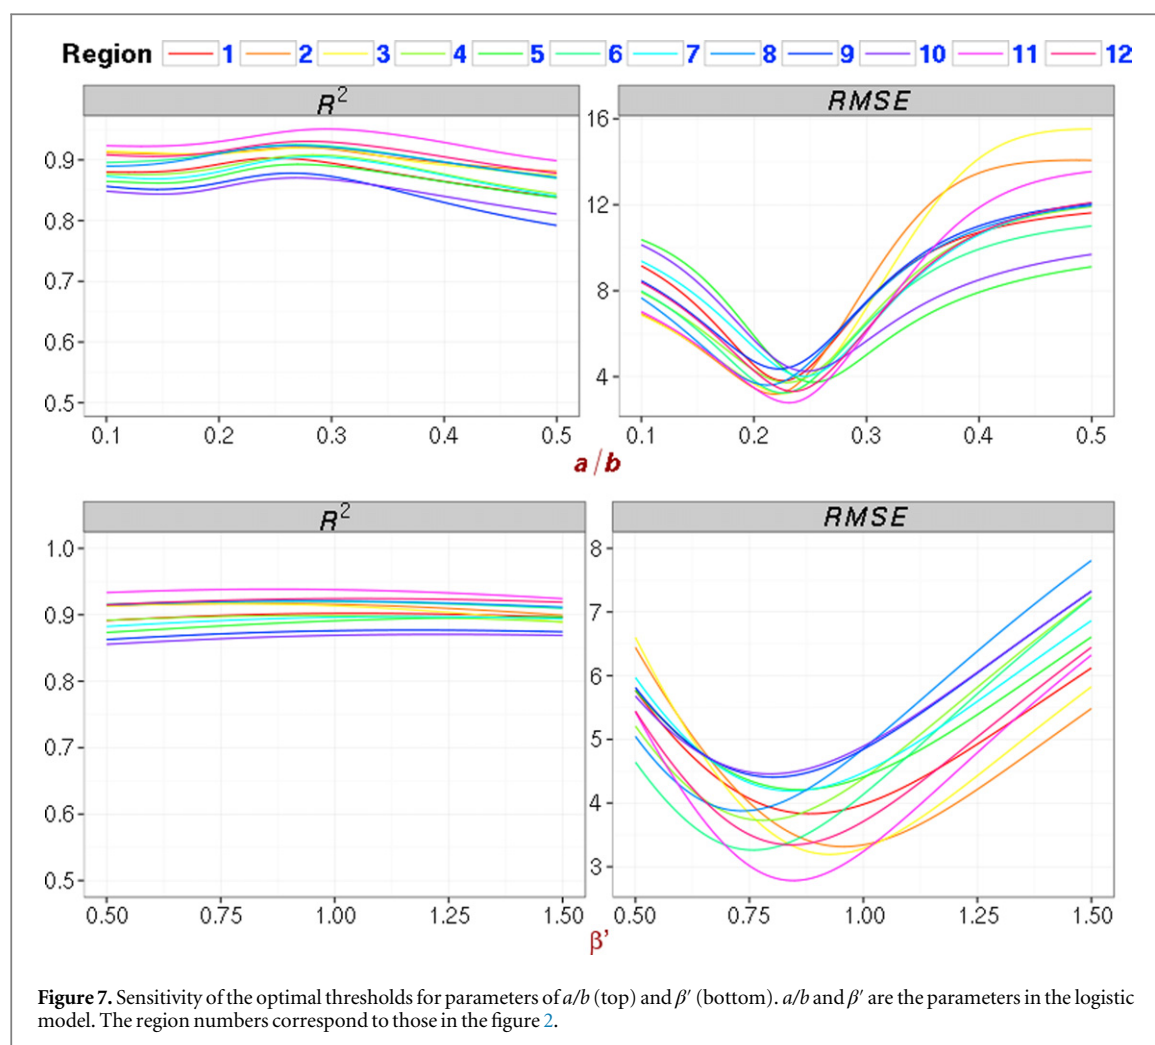 Region 1 2 3 4 5 6 7 8 9 10 11 12
R² RMSE
16
0.9
12
0.8
0.7
8
0.6
4
0.5
0.1 0.2 0.3 0.4 0.5 0.1 0.2 0.3 0.4 0.5
a/b
R² RMSE
1.0 8
0.9 7
0.8 6
0.7 5
0.6 4
0.5 3
0.50 0.75 1.00 1.25 1.50 0.50 0.75 1.00 1.25 1.50
β'
Figure 7. Sensitivity of the optimal thresholds for parameters of a/b (top) and β′ (bottom). a/b and β′ are the parameters in the logistic
model. The region numbers correspond to those in the figure 2.